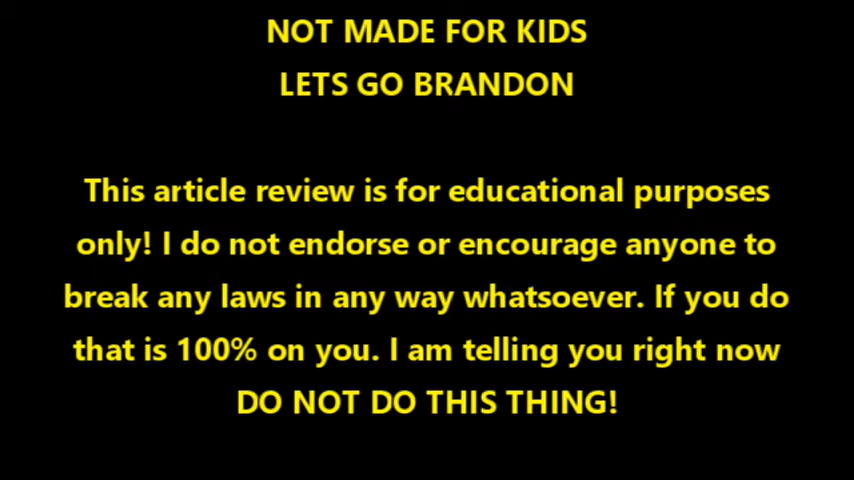 NOT MADE FOR KIDS
LETS GO BRANDON
This article review is for educational purposes
only! I do not endorse or encourage anyone to
break any laws in any way whatsoever. If you do
that is 100% on you. I am telling you right now
DO NOT DO THIS THING!